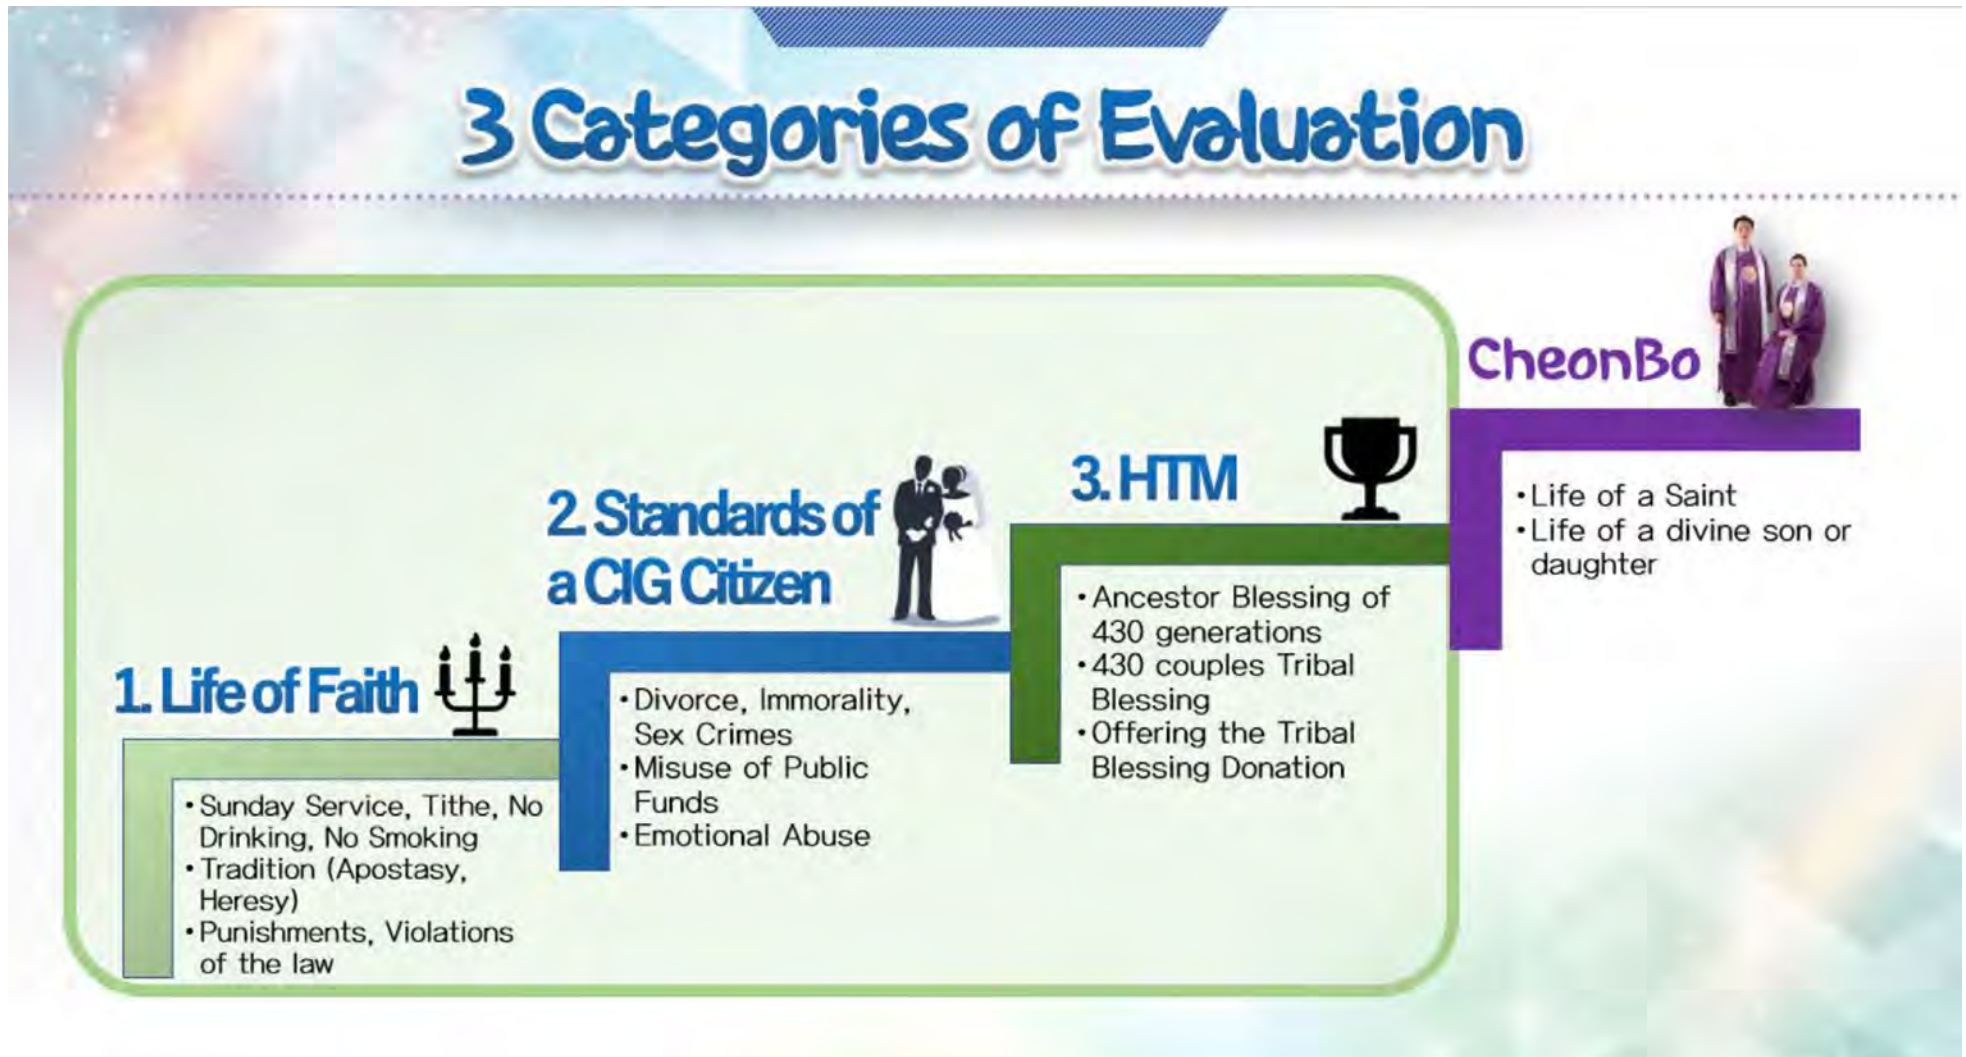 3 Categories of Evaluation
CheonBo
• Life of a Saint
• Life of a divine son or
daughter
3. HTM
• Ancestor Blessing of
430 generations
• 430 couples Tribal
Blessing
• Offering the Tribal
Blessing Donation
2. Standards of
a CIG Citizen
• Divorce, Immorality,
Sex Crimes
• Misuse of Public
Funds
• Emotional Abuse
1. Life of Faith
• Sunday Service, Tithe, No
Drinking, No Smoking
• Tradition (Apostasy,
Heresy)
• Punishments, Violations
of the law